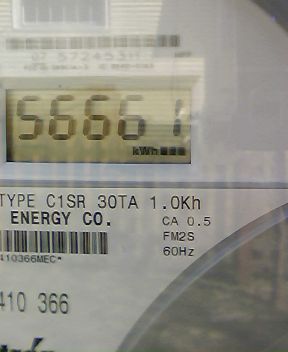 56661
kWh
TYPE C1SR 30TA 1.0Kh
ENERGY CO.
CA 0.5
FM2S
60Hz
410366MEC*
410 366